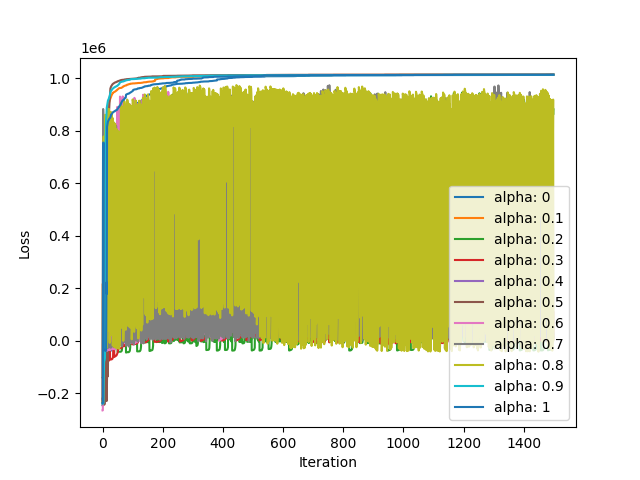 1e6
1.0
0.8
0.6
0.4
0.2
0.0
−0.2
Loss
0
200
400
600
800
1000
1200
1400
Iteration
alpha: 0
alpha: 0.1
alpha: 0.2
alpha: 0.3
alpha: 0.4
alpha: 0.5
alpha: 0.6
alpha: 0.7
alpha: 0.8
alpha: 0.9
alpha: 1